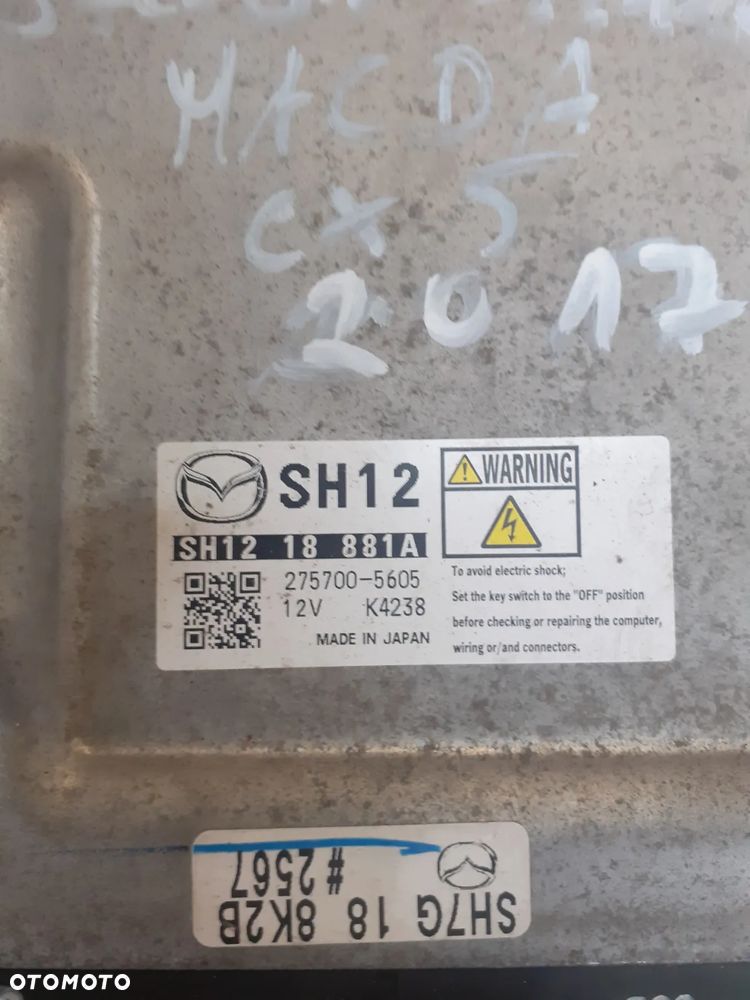 MACDA
CX5
2017
SH12
WARNING
SH12 18 881A
275700-5605
12V K4238
MADE IN JAPAN
To avoid electric shock;
Set the key switch to the "OFF" position
before checking or repairing the computer,
wiring or/and connectors.
SH7G 18 8K2B
# 2567
OTOMOTO